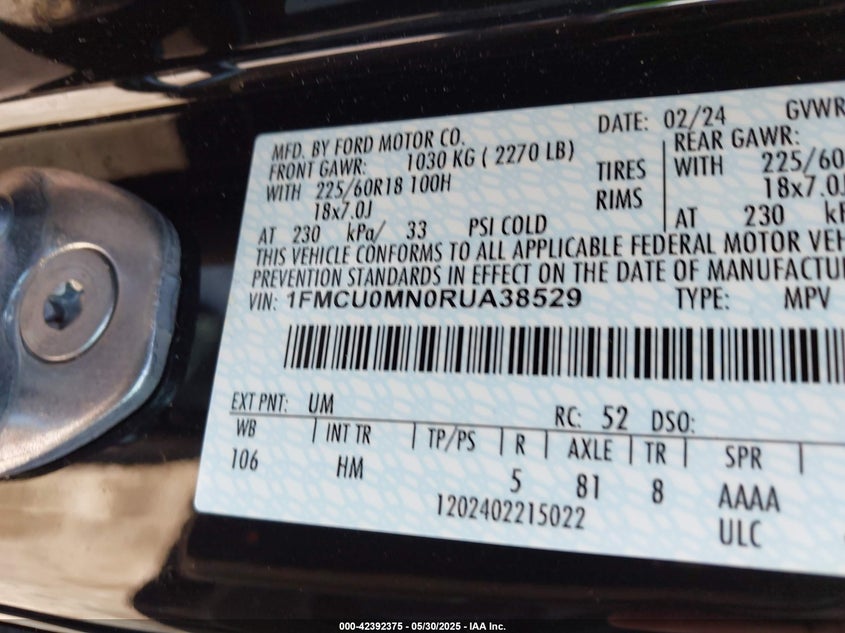 MFD. BY FORD MOTOR CO.
DATE: 02/24
GVWR
FRONT GAWR: 1030 KG ( 2270 LB)
REAR GAWR:
WITH 225/60R18 100H
TIRES
WITH 225/60
18x7.0J
RIMS
18x7.0J
AT 230 kPa/ 33 PSI COLD
AT 230
THIS VEHICLE CONFORMS TO ALL APPLICABLE FEDERAL MOTOR VEH
PREVENTION STANDARDS IN EFFECT ON THE DATE OF MANUFACTU
VIN: 1FMCU0MN0RUA38529 TYPE: MPV
EXT PNT: UM RC: 52 DSO:
WB | INT TR | TP/PS | R | AXLE | TR | SPR |
106 HM 5 81 8 AAAA
1202402215022 ULC
000-42392375 - 05/30/2025 - IAA Inc.